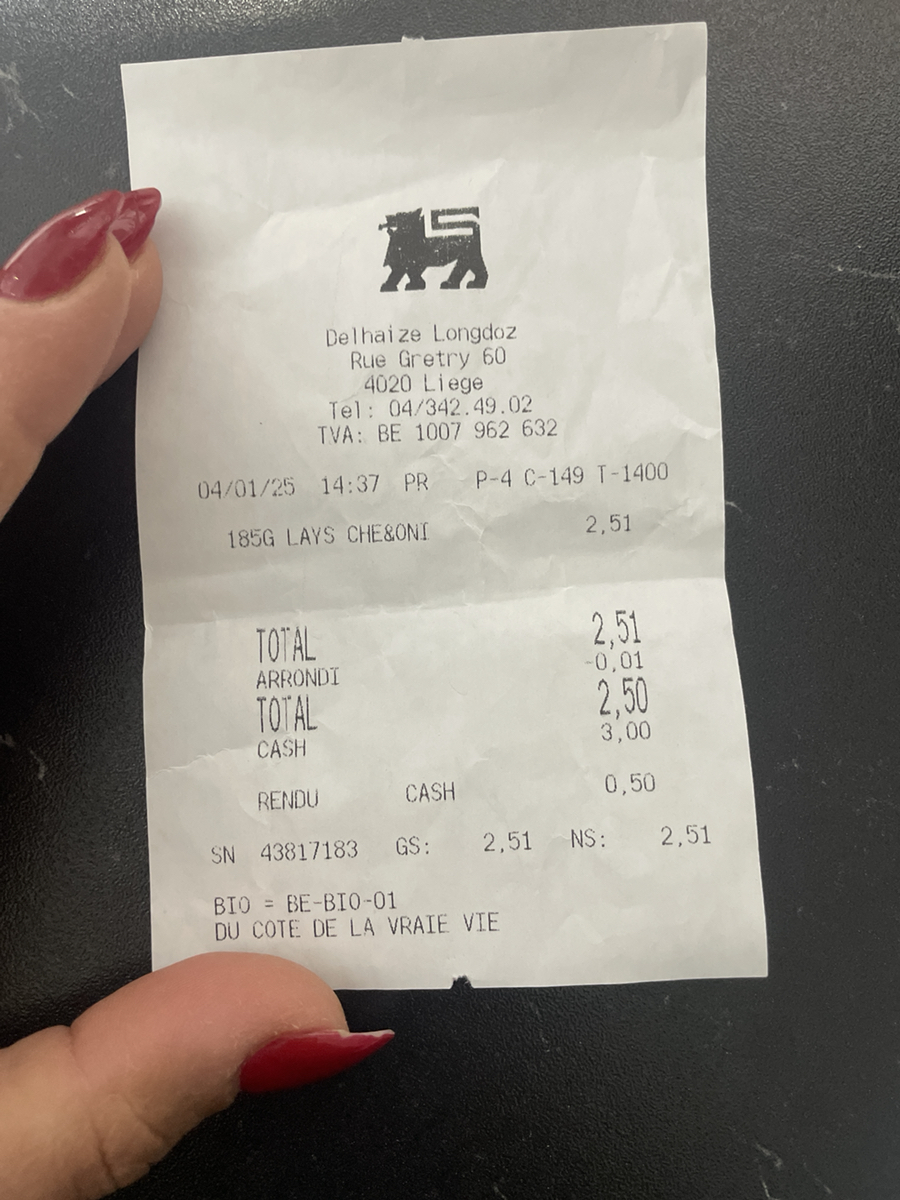 Delhaize Longdoz
Rue Gretry 60
4020 Liege
Tel: 04/342.49.02
TVA: BE 1007 962 632
04/01/25 14:37 PR P-4 C-149 T-1400
185G LAYS CHE&ONI 2,51
TOTAL 2,51
ARRONDI -0,01
TOTAL 2,50
CASH 3,00
RENDU CASH 0,50
SN 43817183 GS: 2,51 NS: 2,51
BIO = BE-BIO-01
DU COTE DE LA VRAIE VIE